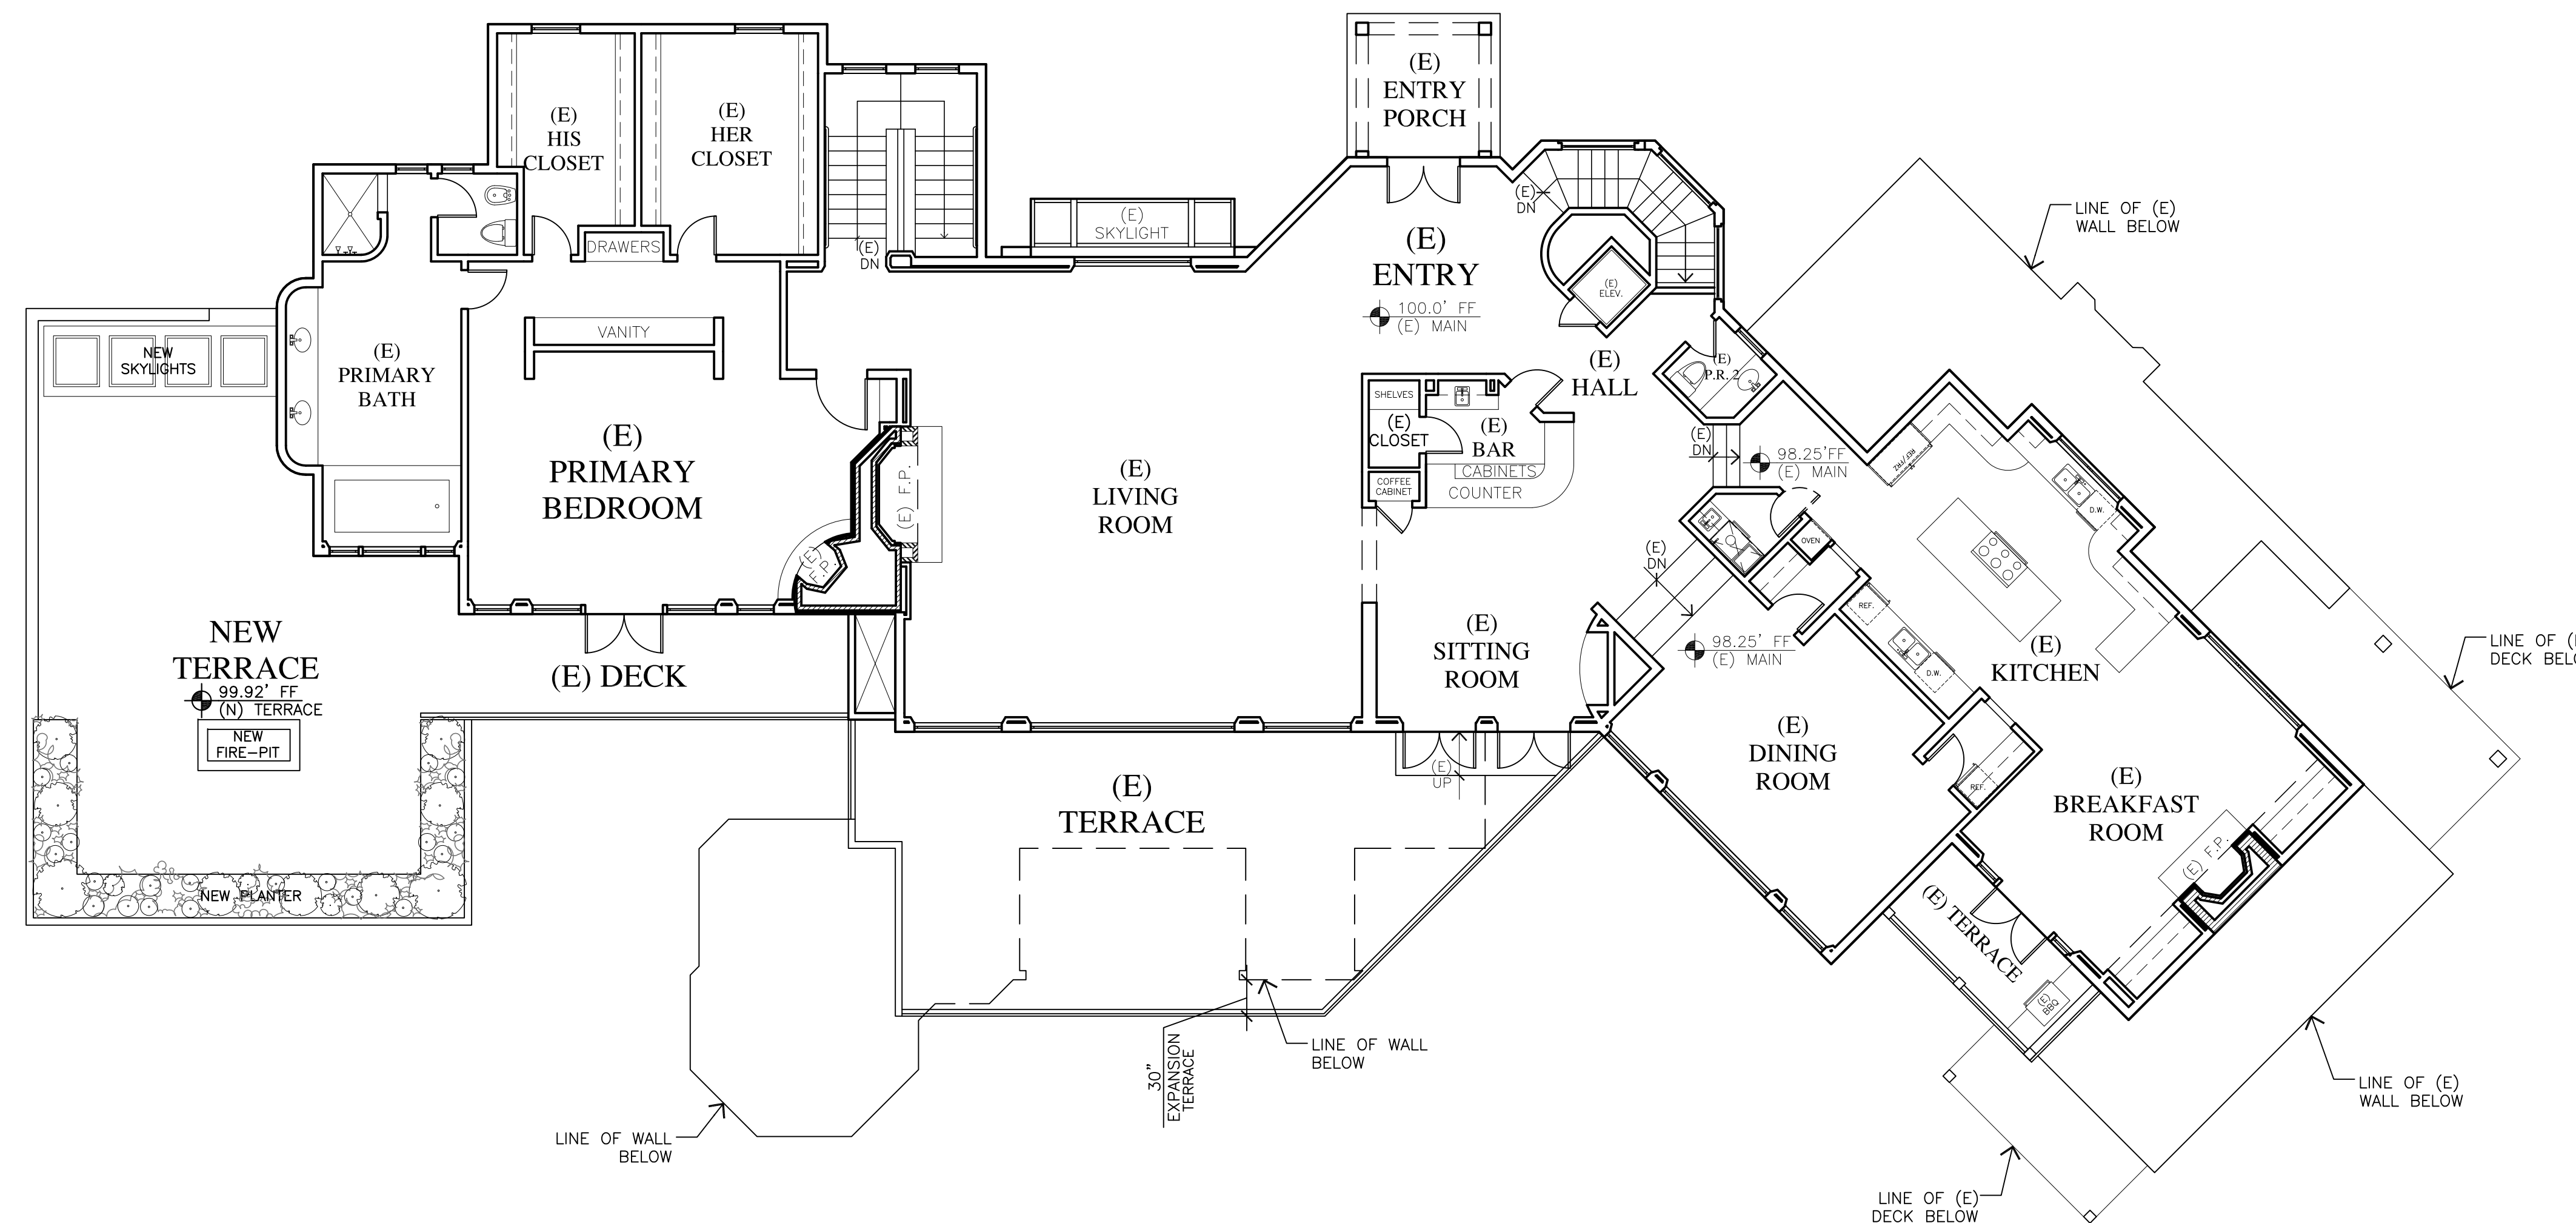 (E)
ENTRY
PORCH
(E)
HIS
CLOSET
(E)
HER
CLOSET
DRAWERS
(E)
DN
(E)
SKYLIGHT
(E)
ENTRY
100.0' FF
(E) MAIN
(E)
DN
(E)
ELEV.
LINE OF (E)
WALL BELOW
NEW
SKYLIGHTS
(E)
PRIMARY
BATH
VANITY
(E)
PRIMARY
BEDROOM
(E) F.P.
(E)
F.P.
(E)
LIVING
ROOM
SHELVES
(E)
CLOSET
COFFEE
CABINET
(E)
BAR
CABINETS
COUNTER
(E)
HALL
(E)
P.R. 2
(E)
DN
98.25'FF
(E) MAIN
REF/FRZ
D.W.
OVEN
(E)
DN
REF.
D.W.
(E)
KITCHEN
LINE OF (
DECK BELO
NEW
TERRACE
99.92' FF
(N) TERRACE
NEW
FIRE-PIT
NEW PLANTER
(E) DECK
(E)
SITTING
ROOM
98.25' FF
(E) MAIN
(E)
DINING
ROOM
REF.
(E)
BREAKFAST
ROOM
(E) F.P.
(E)
UP
(E)
TERRACE
(E) TERRACE
(E)
BBQ
30"
EXPANSION
TERRACE
LINE OF WALL
BELOW
LINE OF WALL
BELOW
LINE OF (E)
WALL BELOW
LINE OF (E)
DECK BELOW